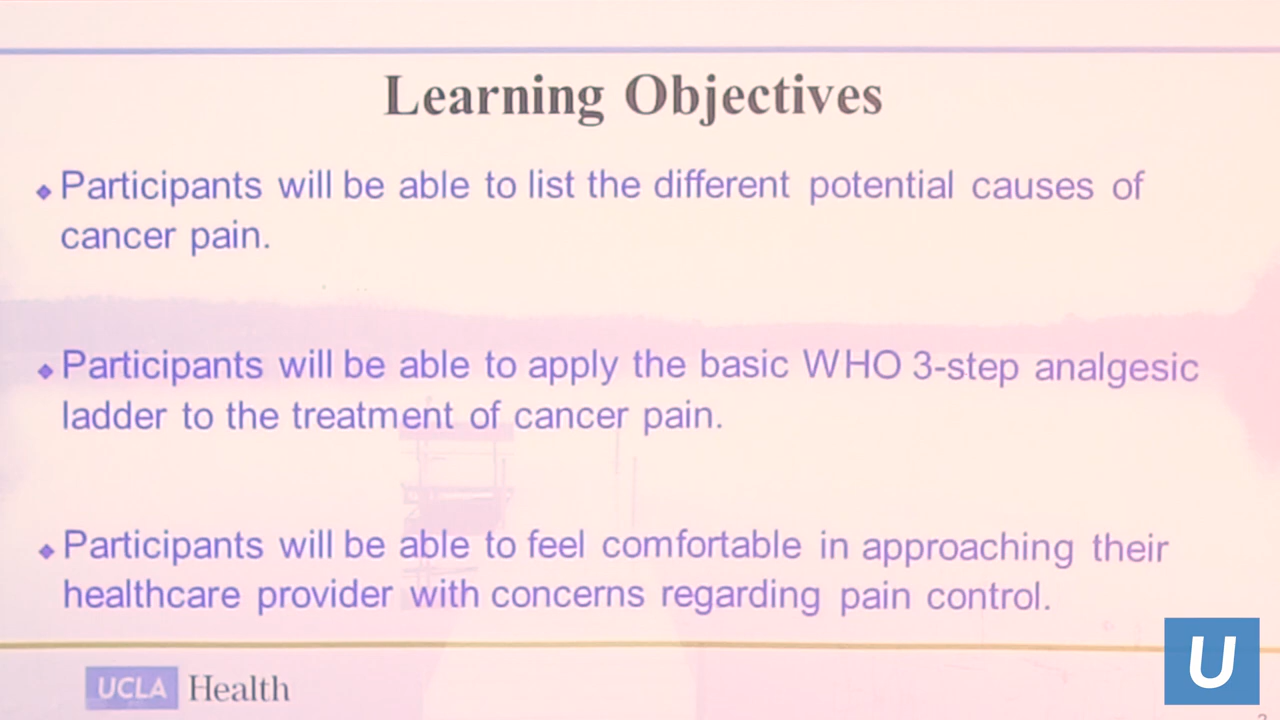 Learning Objectives
Participants will be able to list the different potential causes of
cancer pain.
Participants will be able to apply the basic WHO 3-step analgesic
ladder to the treatment of cancer pain.
Participants will be able to feel comfortable in approaching their
healthcare provider with concerns regarding pain control.
UCLA Health
U